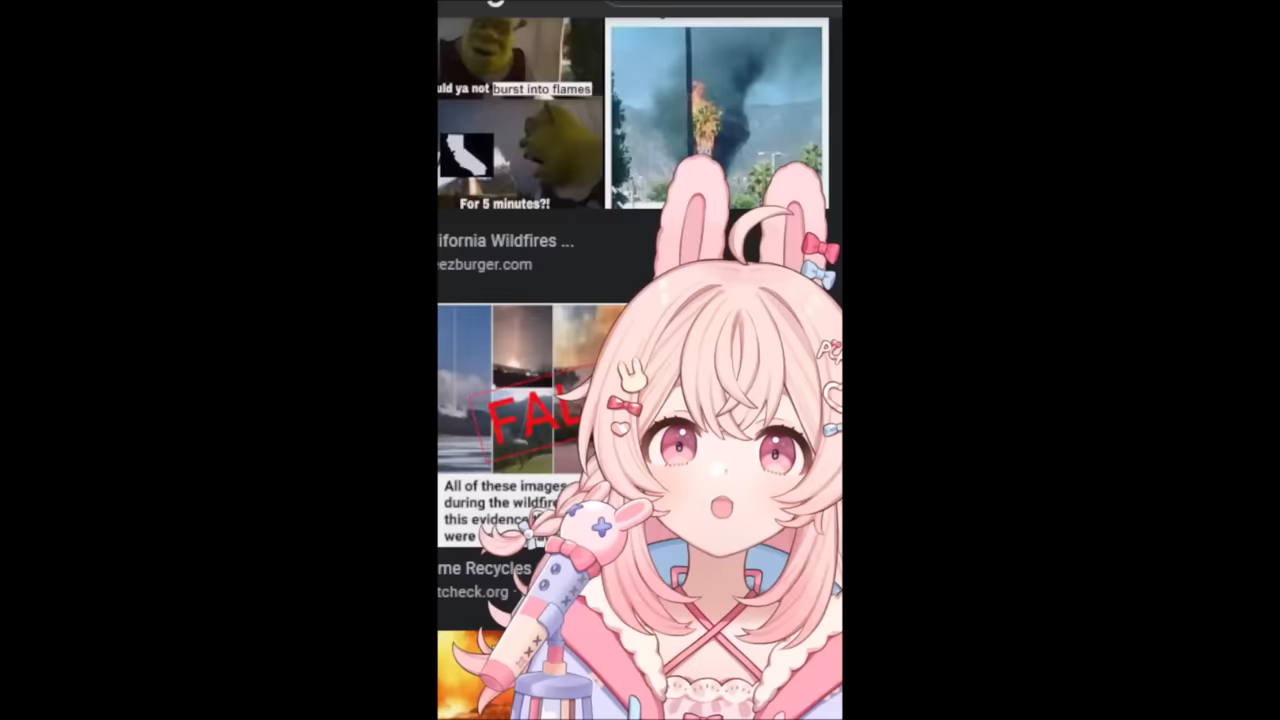 uld ya not burst into flames
For 5 minutes?!
ifornia Wildfires ...
ezburger.com
FAL
All of these images
during the wildfire
this evidence
were
me Recycles
tcheck.org ·